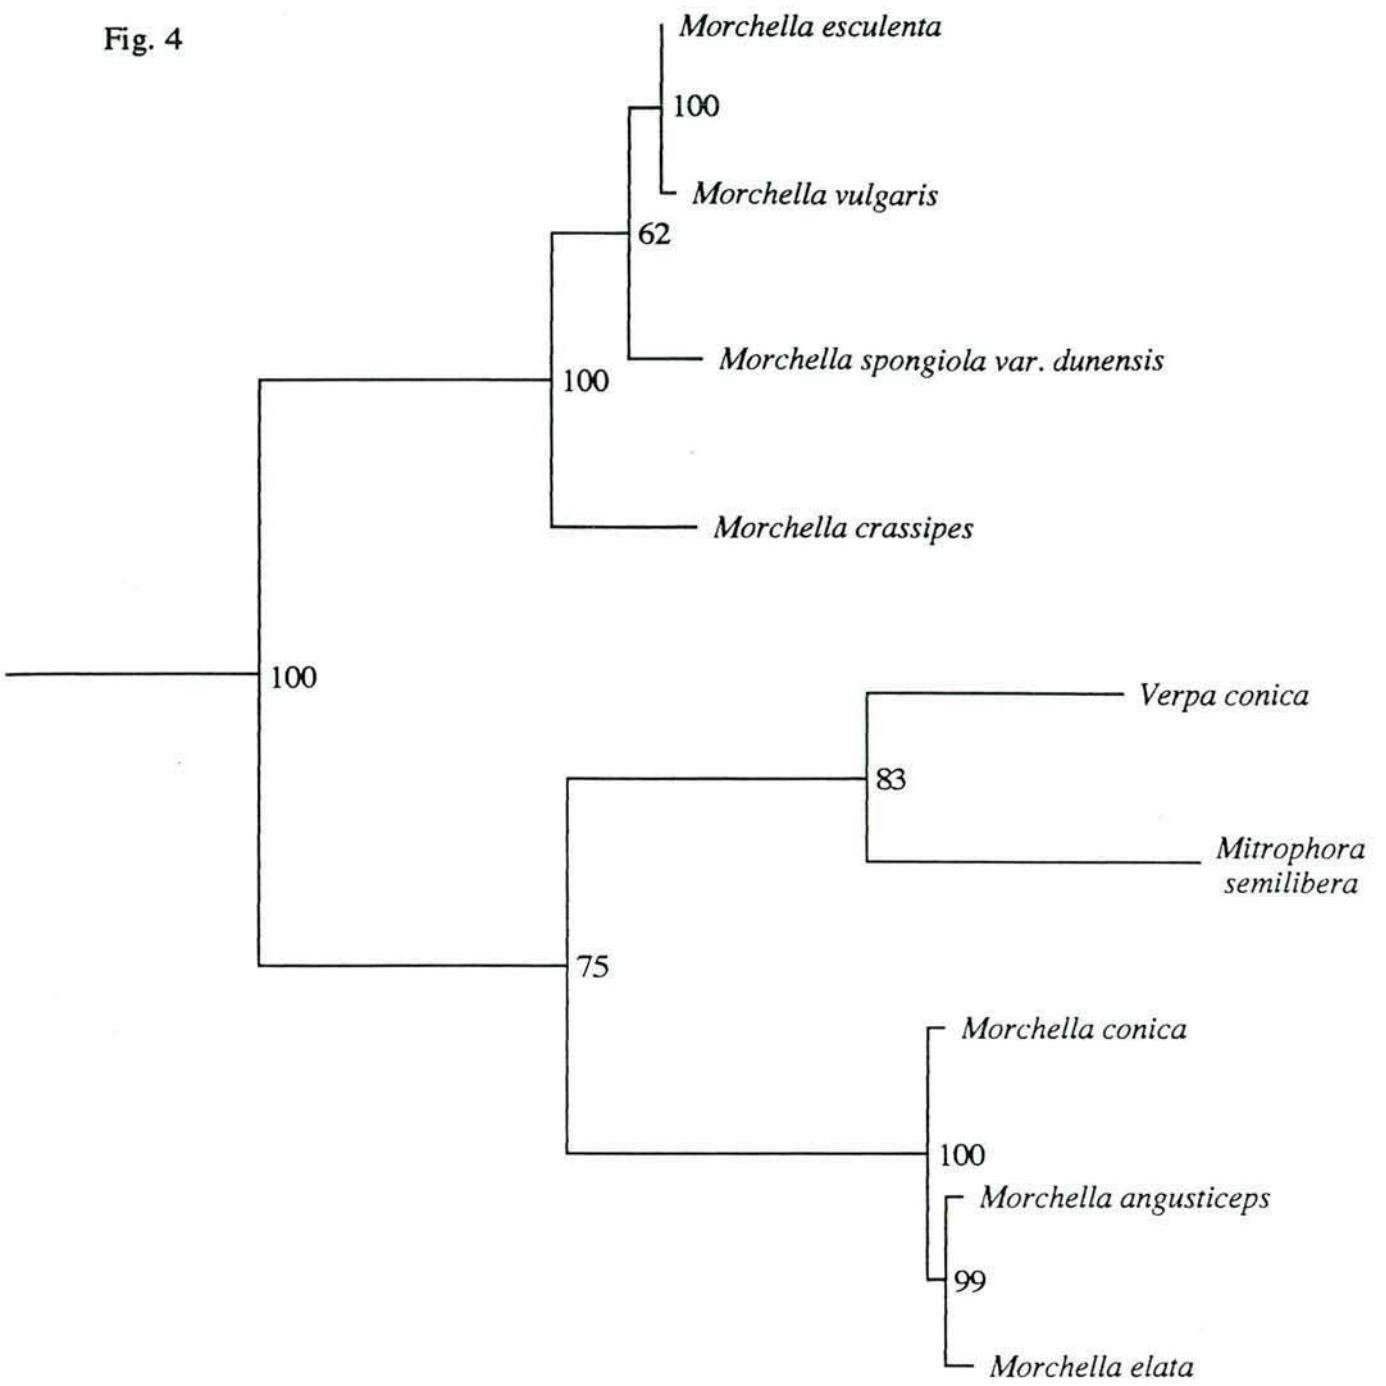 Fig. 4
Morchella esculenta
100
Morchella vulgaris
62
Morchella spongiola var. dunensis
100
Morchella crassipes
100
Verpa conica
83
Mitrophora
semilibera
75
Morchella conica
100
Morchella angusticeps
99
Morchella elata